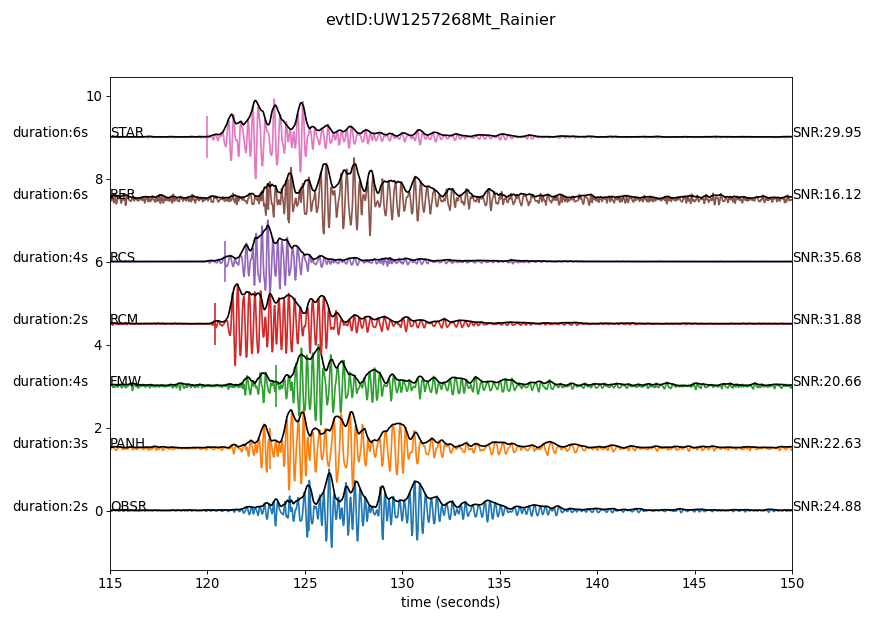 evtID:UW1257268Mt_Rainier
10
duration:6s STAR SNR:29.95
8
duration:6s RER SNR:16.12
duration:4s RCS SNR:35.68
6
duration:2s RCM SNR:31.88
4
duration:4s FMW SNR:20.66
2
duration:3s PANH SNR:22.63
duration:2s OBSR SNR:24.88
0
115 120 125 130 135 140 145 150
time (seconds)